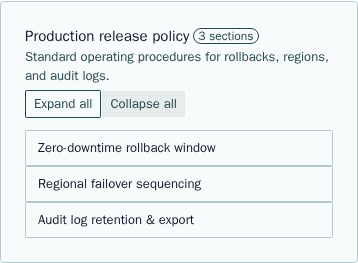 Production release policy 3 sections
Standard operating procedures for rollbacks, regions,
and audit logs.
Expand all Collapse all
Zero-downtime rollback window
Regional failover sequencing
Audit log retention & export